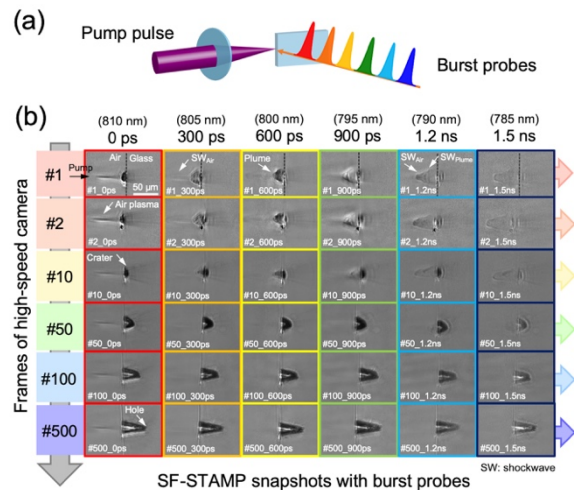 (a)
Pump pulse
Burst probes
(b)
(810 nm) (805 nm) (800 nm) (795 nm) (790 nm) (785 nm)
0 ps 300 ps 600 ps 900 ps 1.2 ns 1.5 ns
Frames of high-speed camera
#1
Pump
Air Glass
50 μm
SWAir
Plume
SWAir SWPlume
#1_0ps #1_300ps #1_600ps #1_900ps #1_1.2ns #1_1.5ns
#2
Air plasma
#2_0ps #2_300ps #2_600ps #2_900ps #2_1.2ns #2_1.5ns
#10
Crater
#10_0ps #10_300ps #10_600ps #10_900ps #10_1.2ns #10_1.5ns
#50
#50_0ps #50_300ps #50_600ps #50_900ps #50_1.2ns #50_1.5ns
#100
#100_0ps #100_300ps #100_600ps #100_900ps #100_1.2ns #100_1.5ns
#500
Hole
#500_0ps #500_300ps #500_600ps #500_900ps #500_1.2ns #500_1.5ns
SW: shockwave
SF-STAMP snapshots with burst probes